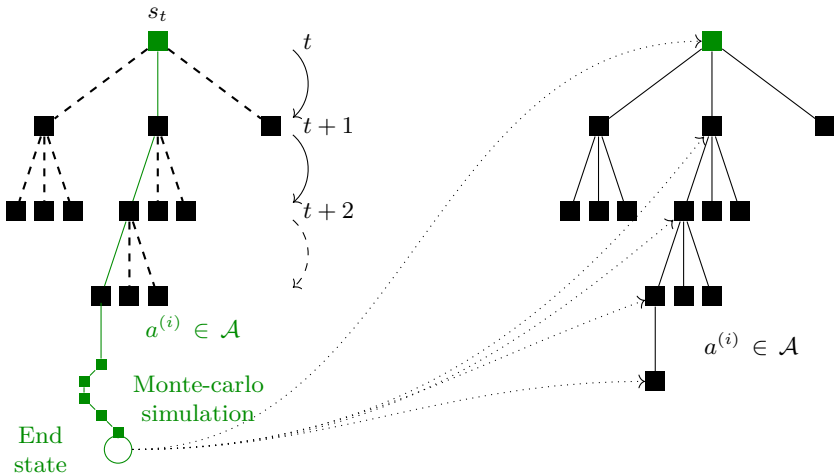 s_t
t
t + 1
t + 2
a^{(i)} ∈ 𝒜
a^{(i)} ∈ 𝒜
Monte-carlo
simulation
End
state